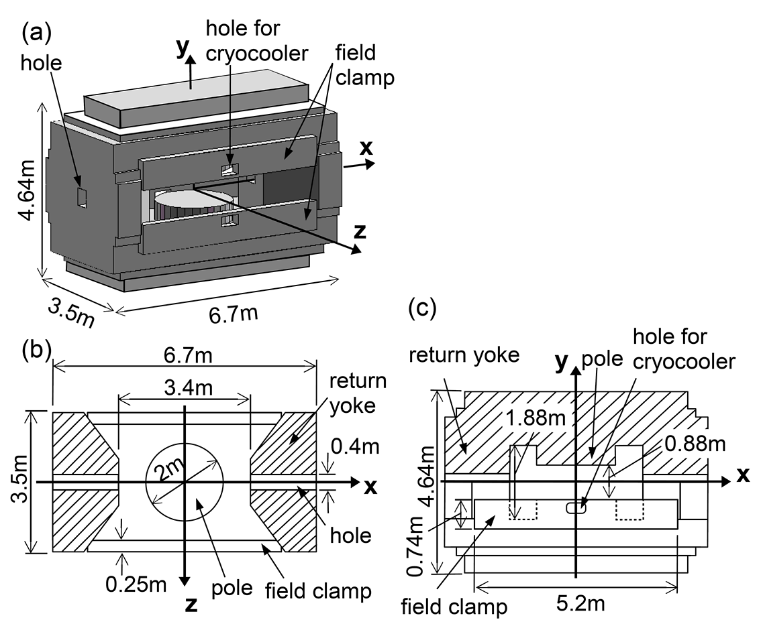 (a)
hole for
cryocooler
y
field
clamp
hole
x
4.64m
z
3.5m
6.7m
(b)
6.7m
3.4m
return
yoke
0.4m
3.5m
2m
x
hole
0.25m
pole
field clamp
z
(c)
hole for
cryocooler
return yoke
y
pole
1.88m
0.88m
4.64m
x
0.74m
field clamp
5.2m